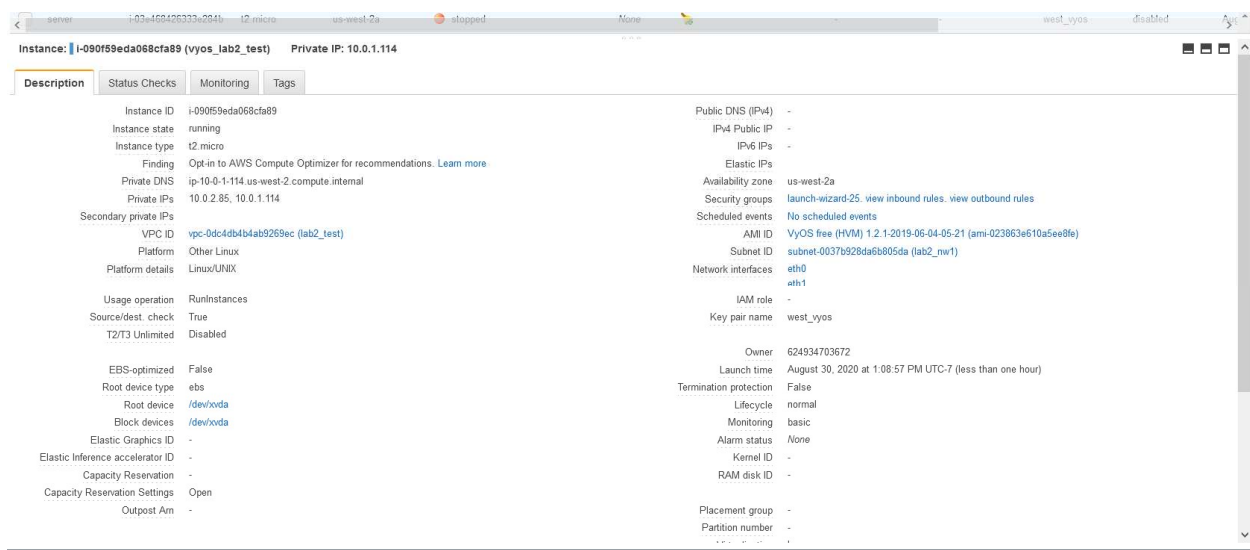 server i-03e468426333e284b t2.micro us-west-2a stopped None - - west_vyos disabled
Instance: i-090f59eda068cfa89 (vyos_lab2_test) Private IP: 10.0.1.114
Description Status Checks Monitoring Tags
Instance ID i-090f59eda068cfa89 Public DNS (IPv4) -
Instance state running IPv4 Public IP -
Instance type t2.micro IPv6 IPs -
Finding Opt-in to AWS Compute Optimizer for recommendations. Learn more Elastic IPs
Private DNS ip-10-0-1-114.us-west-2.compute.internal Availability zone us-west-2a
Private IPs 10.0.2.85, 10.0.1.114 Security groups launch-wizard-25. view inbound rules. view outbound rules
Secondary private IPs Scheduled events No scheduled events
VPC ID vpc-0dc4db4b4ab9269ec (lab2_test) AMI ID VyOS free (HVM) 1.2.1-2019-06-04-05-21 (ami-023863e610a5ee8fe)
Platform Other Linux Subnet ID subnet-0037b928da6b805da (lab2_nw1)
Platform details Linux/UNIX Network interfaces eth0
eth1
Usage operation RunInstances IAM role -
Source/dest. check True Key pair name west_vyos
T2/T3 Unlimited Disabled
Owner 624934703672
EBS-optimized False Launch time August 30, 2020 at 1:08:57 PM UTC-7 (less than one hour)
Root device type ebs Termination protection False
Root device /dev/xvda Lifecycle normal
Block devices /dev/xvda Monitoring basic
Elastic Graphics ID - Alarm status None
Elastic Inference accelerator ID - Kernel ID -
Capacity Reservation - RAM disk ID -
Capacity Reservation Settings Open
Outpost Arn - Placement group -
Partition number -